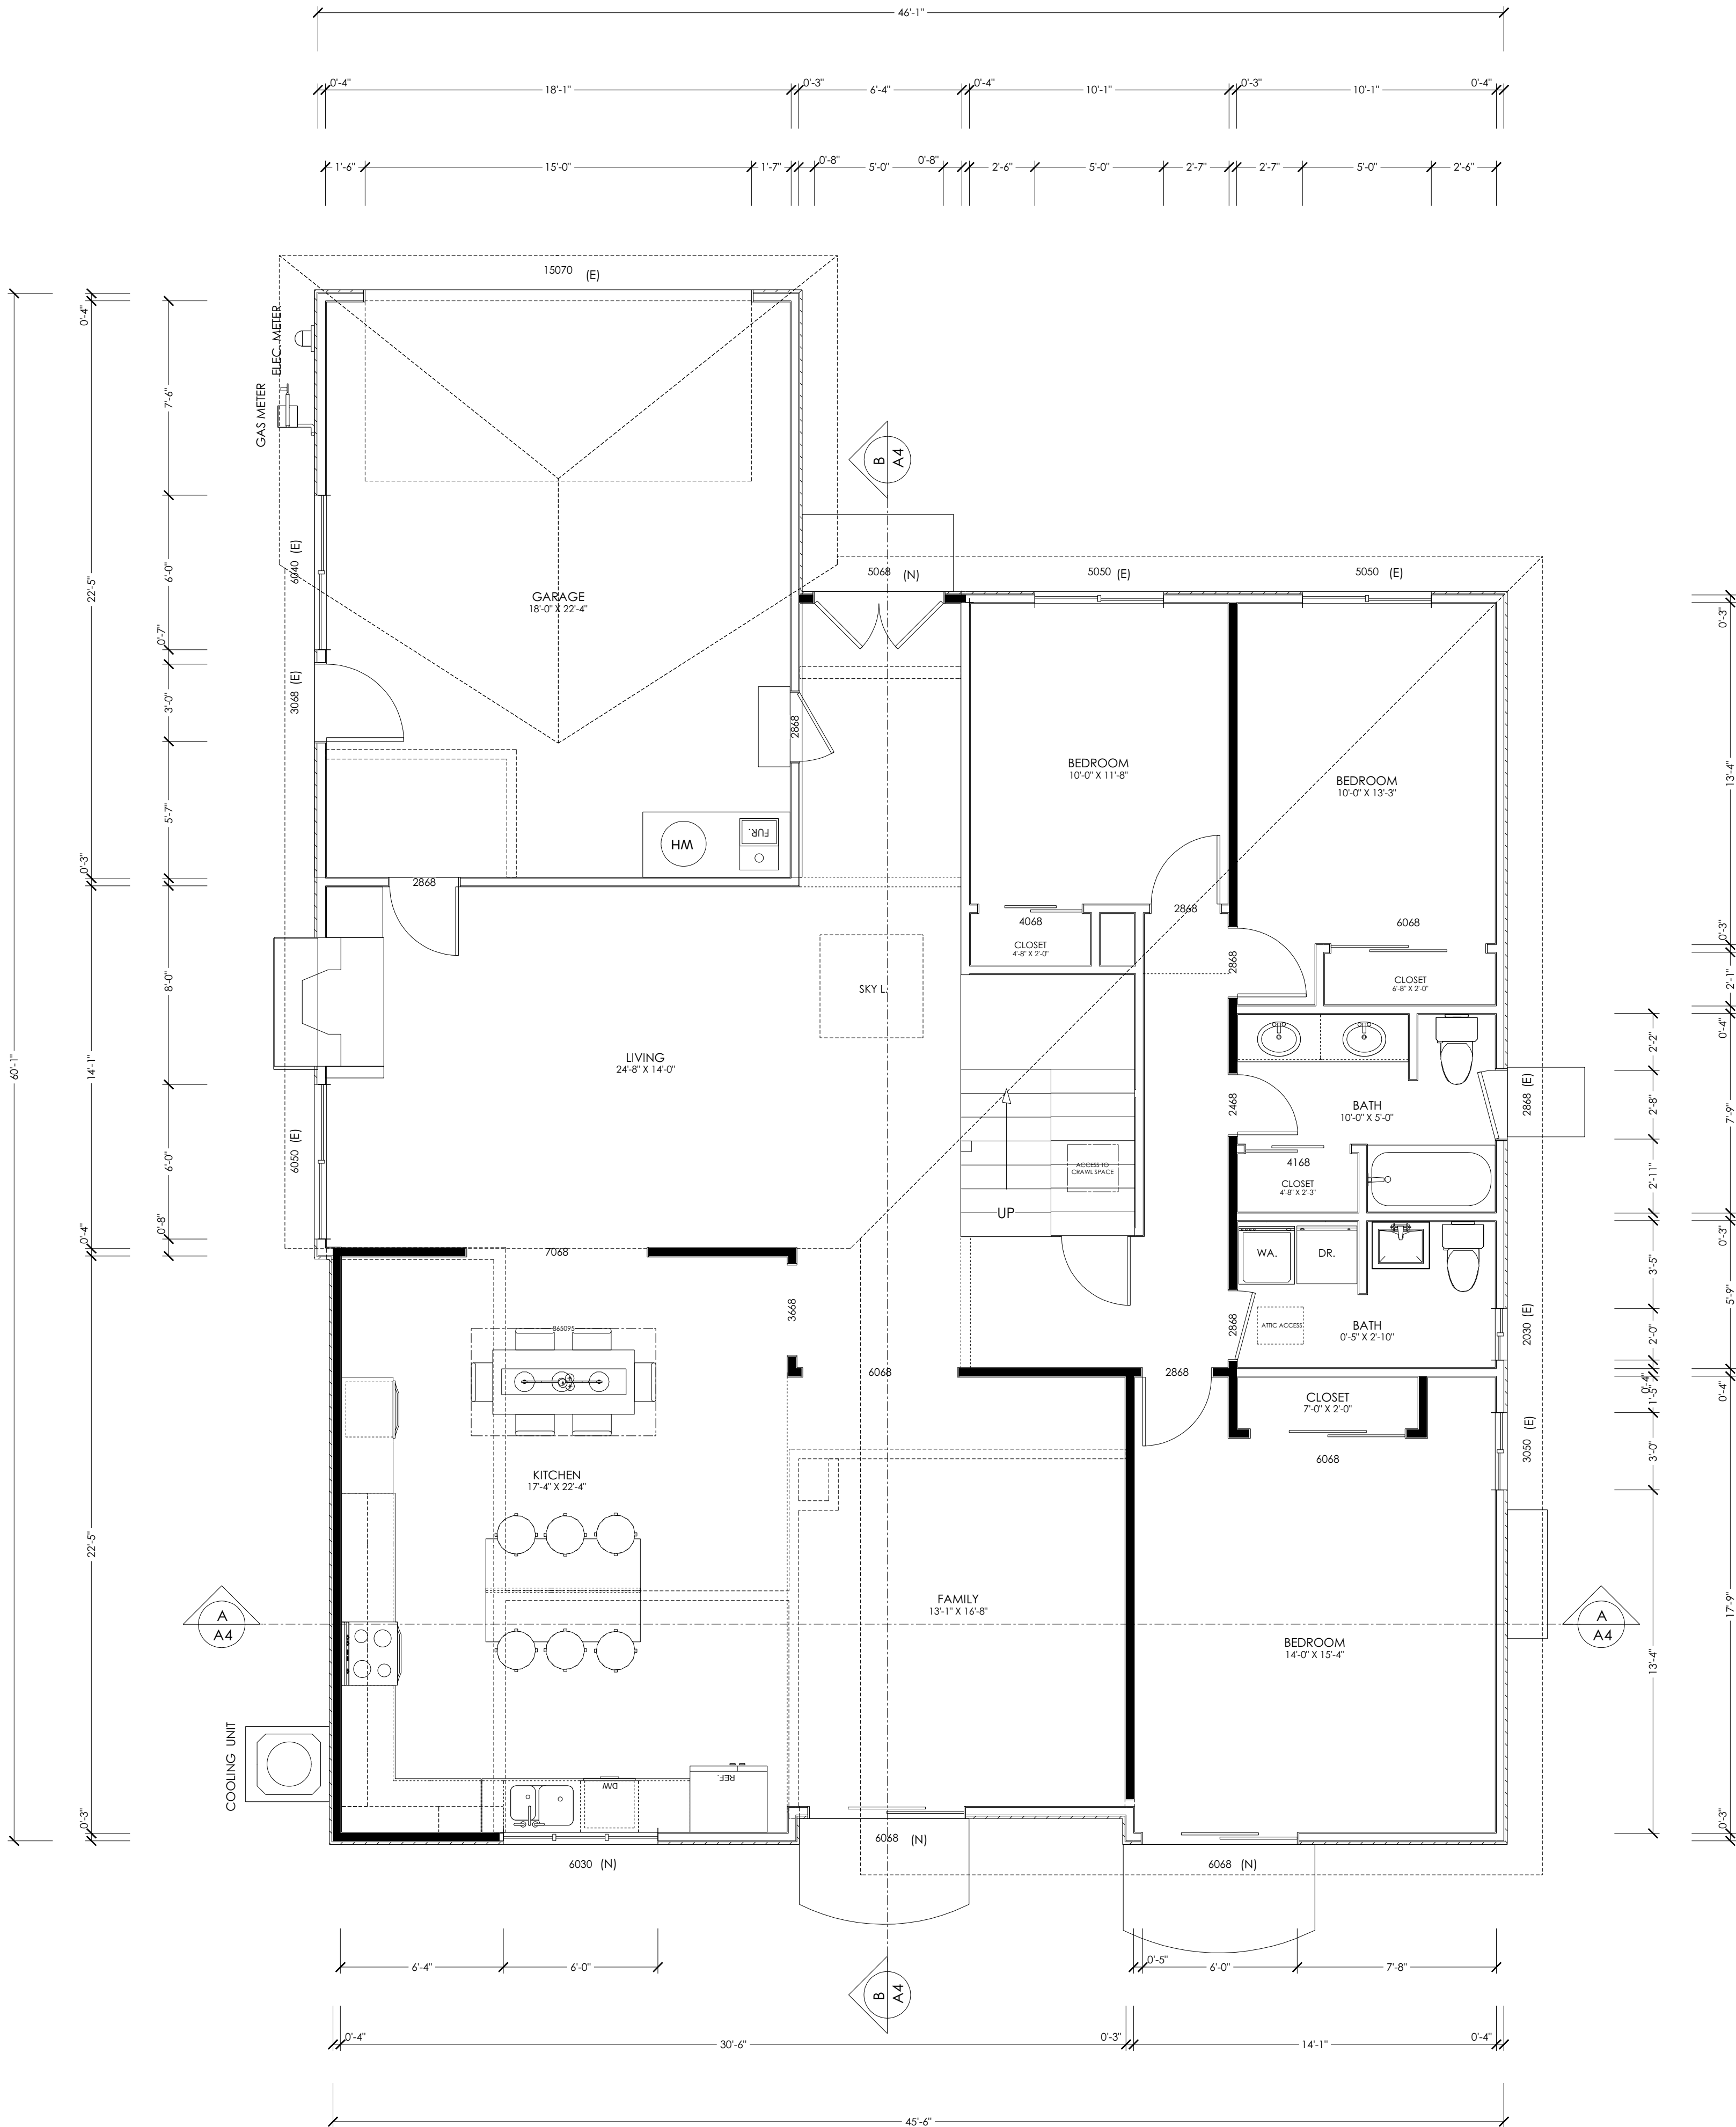 46'-1"
0'-4"
18'-1"
0'-3"
6'-4"
0'-4"
10'-1"
0'-3"
10'-1"
0'-4"
1'-6"
15'-0"
1'-7"
0'-8"
5'-0"
0'-8"
2'-6"
5'-0"
2'-7"
2'-7"
5'-0"
2'-6"
15070 (E)
ELEC. METER
GAS METER
60'-1"
0'-4"
22'-5"
0'-3"
14'-1"
0'-4"
22'-5"
0'-3"
7'-6"
6'-0"
0'-7"
3'-0"
5'-7"
8'-0"
6'-0"
0'-8"
B
A4
6040 (E)
3068 (E)
GARAGE
18'-0" X 22'-4"
5068 (N)
5050 (E)
5050 (E)
2868
HW
FUR.
2868
BEDROOM
10'-0" X 11'-8"
BEDROOM
10'-0" X 13'-3"
4068
CLOSET
4'-8" X 2'-0"
2868
2868
6068
CLOSET
6'-8" X 2'-0"
SKY L.
LIVING
24'-8" X 14'-0"
6050 (E)
UP
ACCESS TO
CRAWL SPACE
2468
BATH
10'-0" X 5'-0"
2868 (E)
4168
CLOSET
4'-8" X 2'-3"
WA.
DR.
2868
ATTIC ACCESS
BATH
0'-5" X 2'-10"
2030 (E)
7068
3668
865095
6068
2868
CLOSET
7'-0" X 2'-0"
6068
3050 (E)
KITCHEN
17'-4" X 22'-4"
FAMILY
13'-1" X 16'-8"
BEDROOM
14'-0" X 15'-4"
A
A4
A
A4
COOLING UNIT
DW
REF.
6030 (N)
6068 (N)
6068 (N)
2'-2"
2'-8"
2'-11"
3'-5"
2'-0"
0'-4"
1'-5"
3'-0"
13'-4"
0'-3"
13'-4"
0'-3"
2'-1"
0'-4"
7'-9"
0'-3"
5'-9"
0'-4"
17'-9"
0'-3"
6'-4"
6'-0"
0'-5"
6'-0"
7'-8"
B
A4
0'-4"
30'-6"
0'-3"
14'-1"
0'-4"
45'-6"